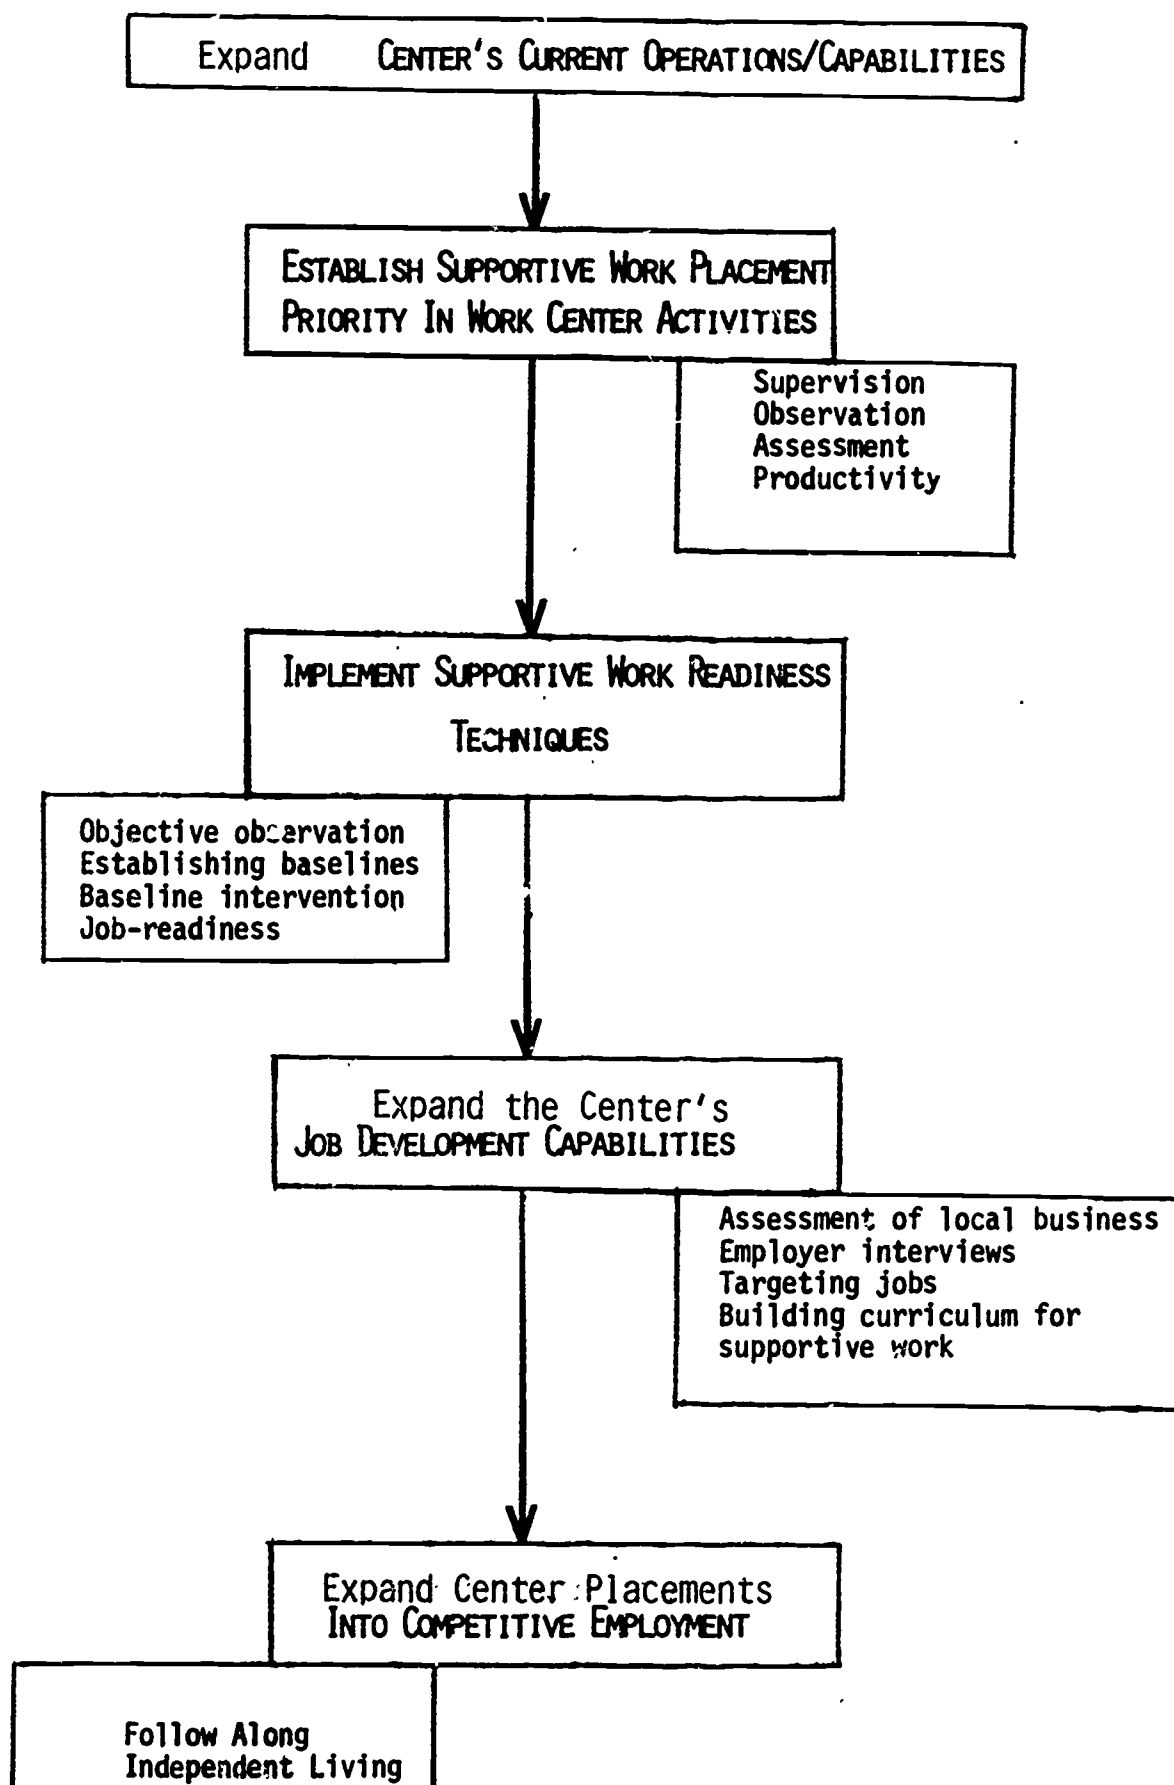 Expand CENTER'S CURRENT OPERATIONS/CAPABILITIES
ESTABLISH SUPPORTIVE WORK PLACEMENT
PRIORITY IN WORK CENTER ACTIVITIES
Supervision
Observation
Assessment
Productivity
IMPLEMENT SUPPORTIVE WORK READINESS
TECHNIQUES
Objective observation
Establishing baselines
Baseline intervention
Job-readiness
Expand the Center's
JOB DEVELOPMENT CAPABILITIES
Assessment of local business
Employer interviews
Targeting jobs
Building curriculum for
supportive work
Expand Center Placements
INTO COMPETITIVE EMPLOYMENT
Follow Along
Independent Living